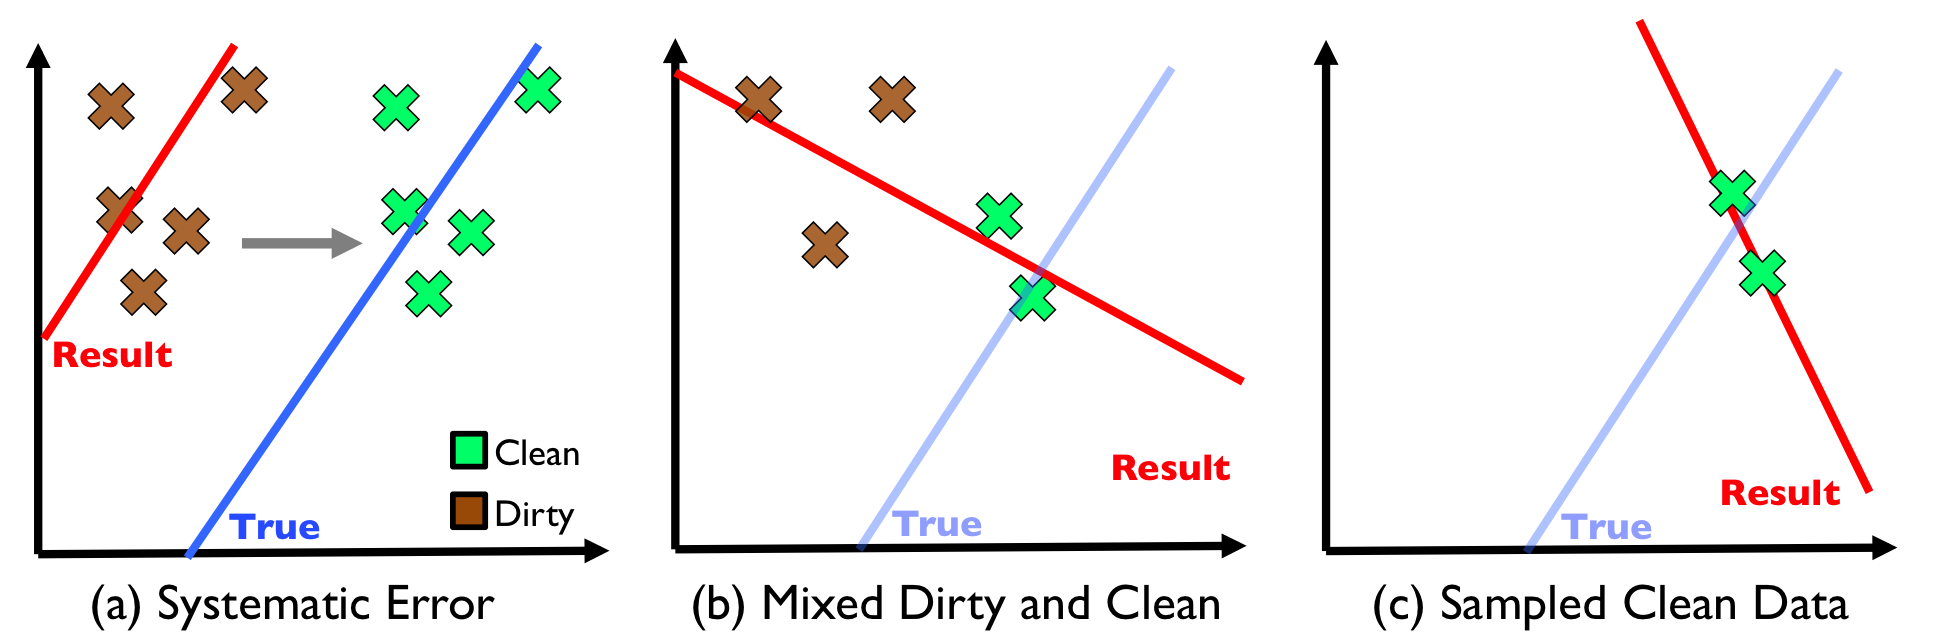 Result
Clean
Dirty
True
(a) Systematic Error
Result
True
(b) Mixed Dirty and Clean
Result
True
(c) Sampled Clean Data